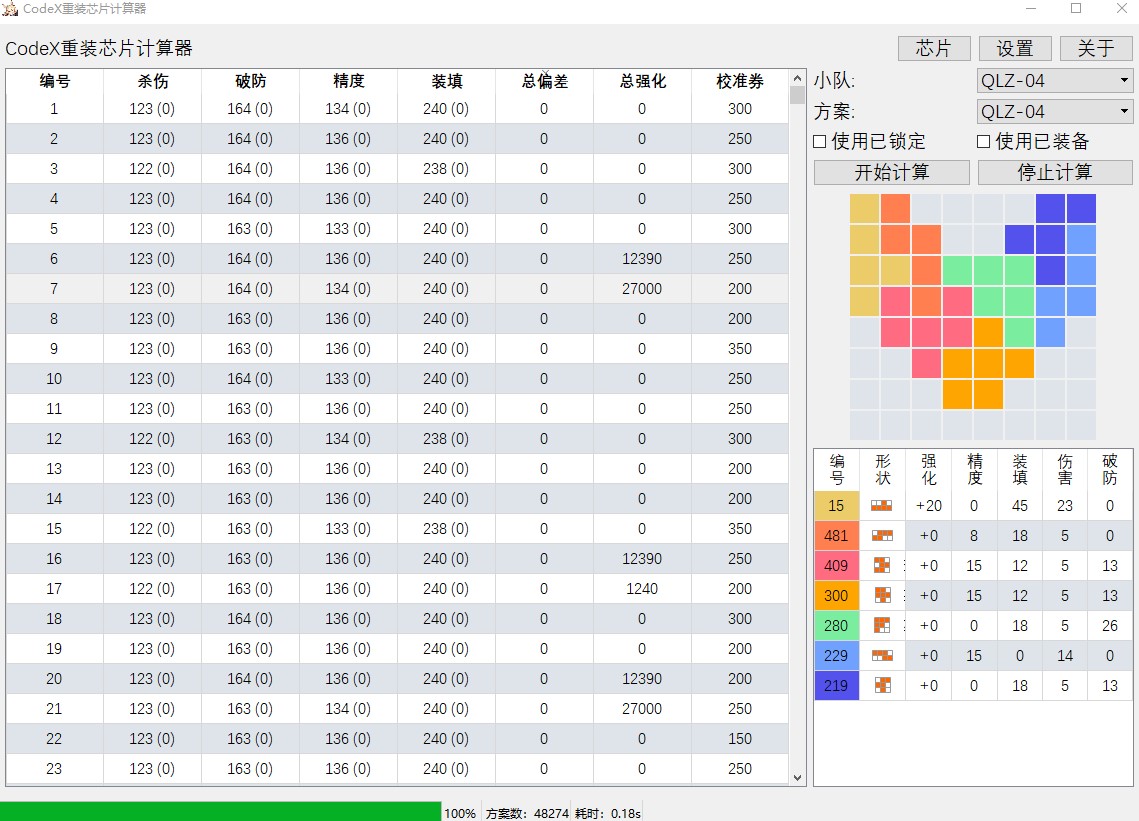 CodeX重装芯片计算器
CodeX重装芯片计算器
芯片 设置 关于
编号 杀伤 破防 精度 装填 总偏差 总强化 校准券
1 123 (0) 164 (0) 134 (0) 240 (0) 0 0 300
2 123 (0) 164 (0) 136 (0) 240 (0) 0 0 250
3 122 (0) 164 (0) 136 (0) 238 (0) 0 0 300
4 123 (0) 164 (0) 136 (0) 240 (0) 0 0 250
5 123 (0) 163 (0) 133 (0) 240 (0) 0 0 300
6 123 (0) 164 (0) 136 (0) 240 (0) 0 12390 250
7 123 (0) 164 (0) 134 (0) 240 (0) 0 27000 200
8 123 (0) 163 (0) 136 (0) 240 (0) 0 0 200
9 123 (0) 163 (0) 136 (0) 240 (0) 0 0 350
10 123 (0) 164 (0) 133 (0) 240 (0) 0 0 250
11 123 (0) 163 (0) 136 (0) 240 (0) 0 0 250
12 122 (0) 163 (0) 134 (0) 238 (0) 0 0 300
13 123 (0) 163 (0) 136 (0) 240 (0) 0 0 200
14 123 (0) 163 (0) 136 (0) 240 (0) 0 0 200
15 122 (0) 163 (0) 133 (0) 238 (0) 0 0 350
16 123 (0) 163 (0) 136 (0) 240 (0) 0 12390 250
17 122 (0) 163 (0) 136 (0) 240 (0) 0 1240 200
18 123 (0) 164 (0) 136 (0) 240 (0) 0 0 300
19 123 (0) 163 (0) 136 (0) 240 (0) 0 0 200
20 123 (0) 164 (0) 136 (0) 240 (0) 0 12390 200
21 123 (0) 163 (0) 134 (0) 240 (0) 0 27000 250
22 123 (0) 163 (0) 136 (0) 240 (0) 0 0 150
23 123 (0) 163 (0) 136 (0) 240 (0) 0 0 250
小队: QLZ-04
方案: QLZ-04
使用已锁定 使用已装备
开始计算 停止计算
编号 形状 强化 精度 装填 伤害 破防
15 +20 0 45 23 0
481 +0 8 18 5 0
409 +0 15 12 5 13
300 +0 15 12 5 13
280 +0 0 18 5 26
229 +0 15 0 14 0
219 +0 0 18 5 13
100% 方案数: 48274 耗时: 0.18s